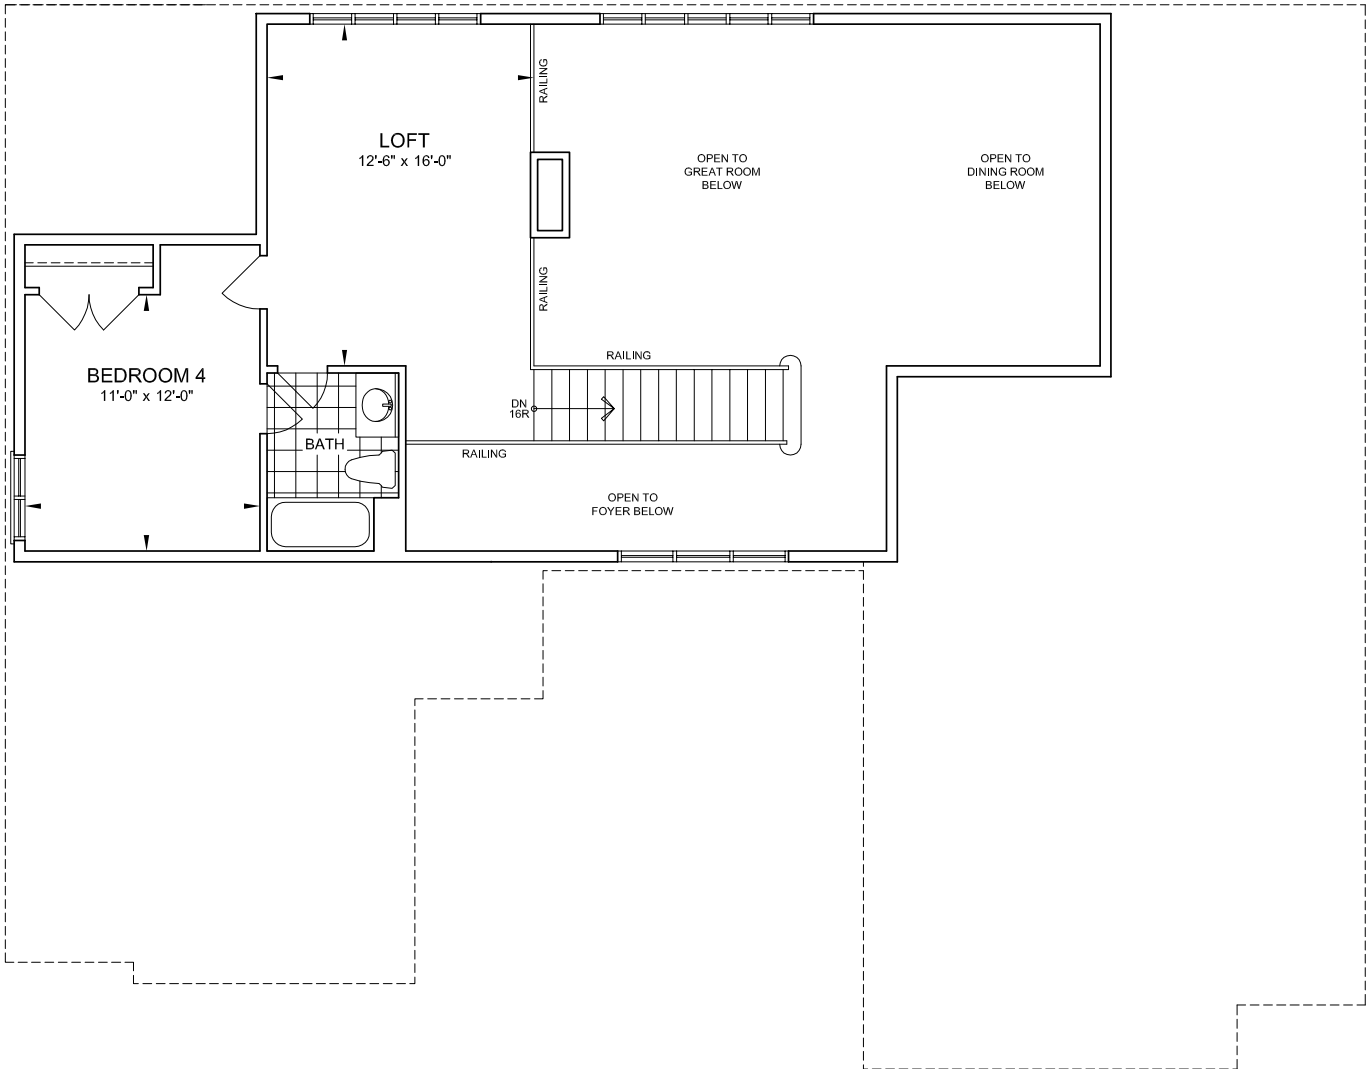 RAILING
LOFT
12'-6" x 16'-0"
OPEN TO
GREAT ROOM
BELOW
OPEN TO
DINING ROOM
BELOW
RAILING
RAILING
BEDROOM 4
11'-0" x 12'-0"
DN
16R
BATH
RAILING
OPEN TO
FOYER BELOW